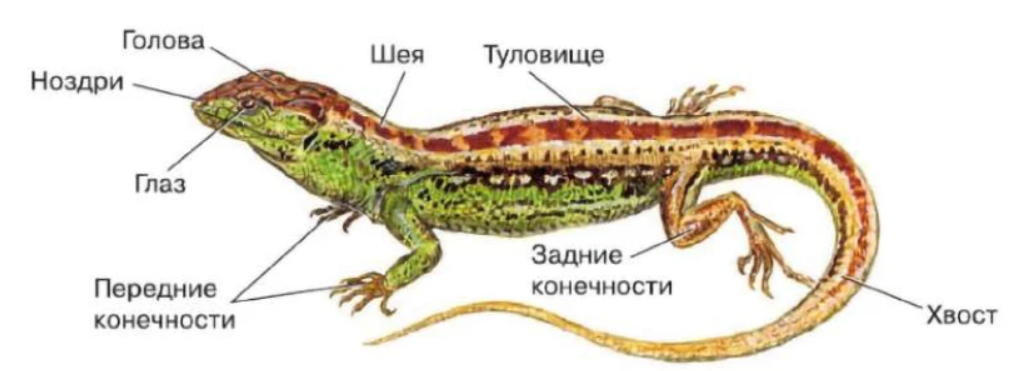 Голова
Шея
Туловище
Ноздри
Глаз
Задние
конечности
Передние
конечности
Хвост